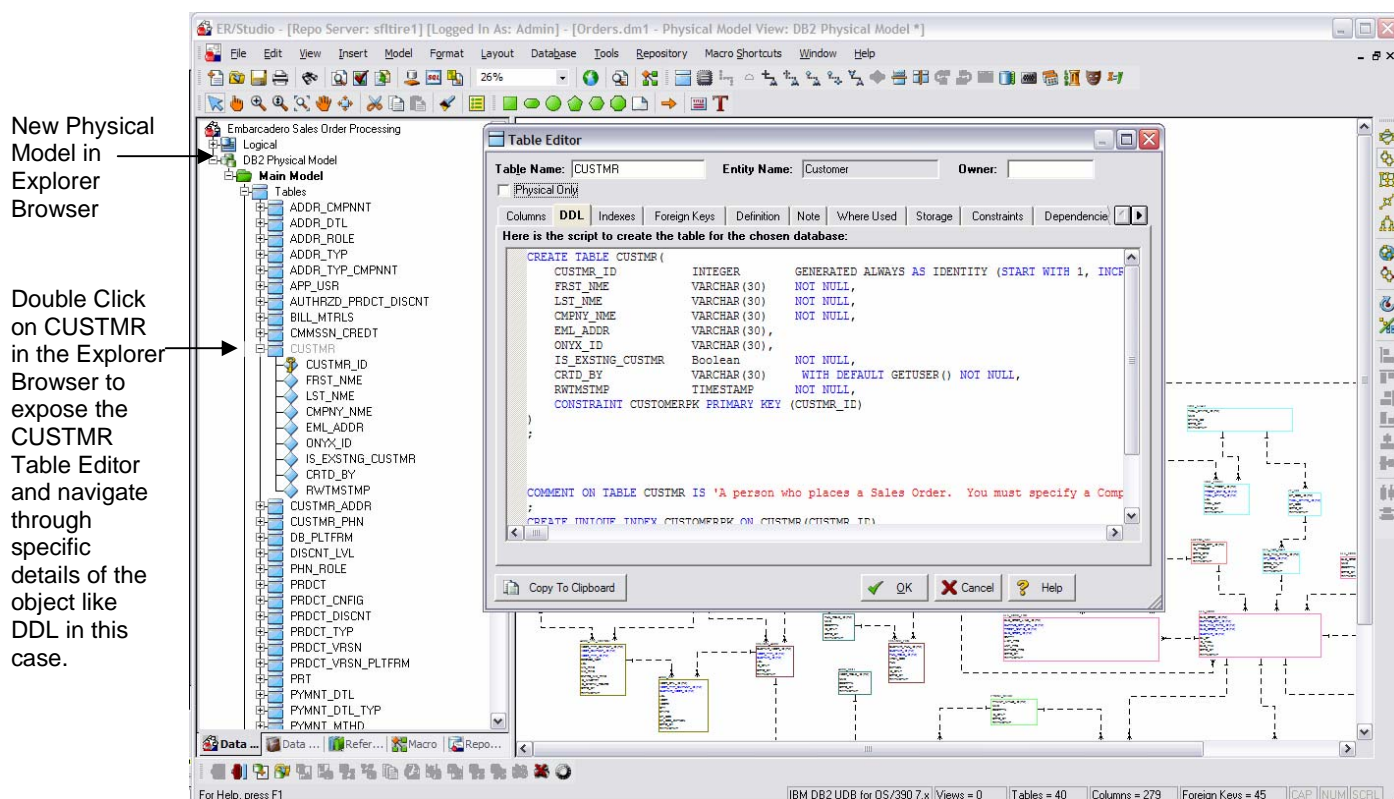 New Physical
Model in
Explorer
Browser
Double Click
on CUSTMR
in the Explorer
Browser to
expose the
CUSTMR
Table Editor
and navigate
through
specific
details of the
object like
DDL in this
case.
ER/Studio - [Repo Server: sfltire1] [Logged In As: Admin] - [Orders.dm1 - Physical Model View: DB2 Physical Model *]
File Edit View Insert Model Format Layout Database Tools Repository Macro Shortcuts Window Help
26%
Embarcadero Sales Order Processing
Logical
DB2 Physical Model
Main Model
Tables
ADDR_CMPNNT
ADDR_DTL
ADDR_ROLE
ADDR_TYP
ADDR_TYP_CMPNNT
APP_USR
AUTHRZD_PRDCT_DISCNT
BILL_MTRLS
CMMSSN_CREDT
CUSTMR
CUSTMR_ID
FRST_NME
LST_NME
CMPNY_NME
EML_ADDR
ONYX_ID
IS_EXSTNG_CUSTMR
CRTD_BY
RWTMSTMP
CUSTMR_ADDR
CUSTMR_PHN
DB_PLTFRM
DISCNT_LVL
PHN_ROLE
PRDCT
PRDCT_CNFIG
PRDCT_DISCNT
PRDCT_TYP
PRDCT_VRSN
PRDCT_VRSN_PLTFRM
PRT
PYMNT_DTL
PYMNT_DTL_TYP
PYMNT_MTHD
Data ... Data ... Refer... Macro Repo...
Table Editor
Table Name: CUSTMR Entity Name: Customer Owner:
Physical Only
Columns DDL Indexes Foreign Keys Definition Note Where Used Storage Constraints Dependencie
Here is the script to create the table for the chosen database:
CREATE TABLE CUSTMR(
CUSTMR_ID INTEGER GENERATED ALWAYS AS IDENTITY (START WITH 1, INCR
FRST_NME VARCHAR(30) NOT NULL,
LST_NME VARCHAR(30) NOT NULL,
CMPNY_NME VARCHAR(30) NOT NULL,
EML_ADDR VARCHAR(30),
ONYX_ID VARCHAR(30),
IS_EXSTNG_CUSTMR Boolean NOT NULL,
CRTD_BY VARCHAR(30) WITH DEFAULT GETUSER() NOT NULL,
RWTMSTMP TIMESTAMP NOT NULL,
CONSTRAINT CUSTOMERPK PRIMARY KEY (CUSTMR_ID)
)
;
COMMENT ON TABLE CUSTMR IS 'A person who places a Sales Order. You must specify a Comp
;
CREATE UNIQUE INDEX CUSTOMERPK ON CUSTMR(CUSTMR_ID)
Copy To Clipboard OK Cancel Help
For Help, press F1 IBM DB2 UDB for OS/390 7.x Views = 0 Tables = 40 Columns = 279 Foreign Keys = 45 CAP NUM SCRL